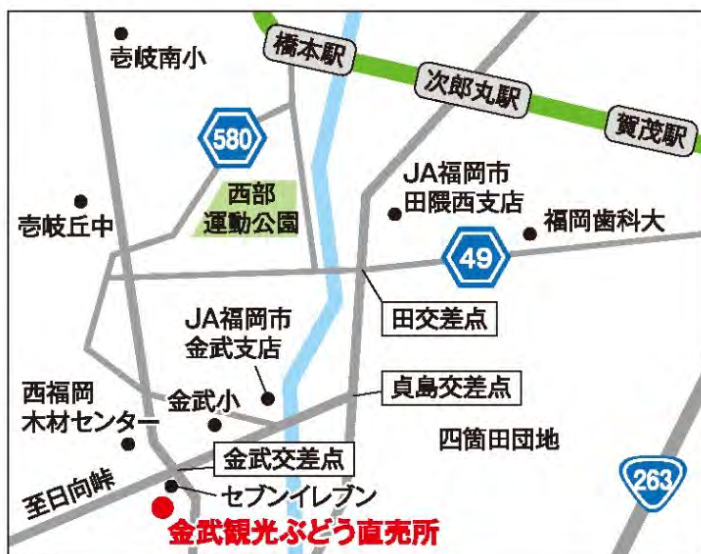 橋本駅
壱岐南小
次郎丸駅
賀茂駅
580
JA福岡市
田隈西支店
西部
運動公園
壱岐丘中
福岡歯科大
49
田交差点
JA福岡市
金武支店
貞島交差点
西福岡
木材センター
金武小
四箇田団地
金武交差点
263
至日向峠
セブンイレブン
金武観光ぶどう直売所